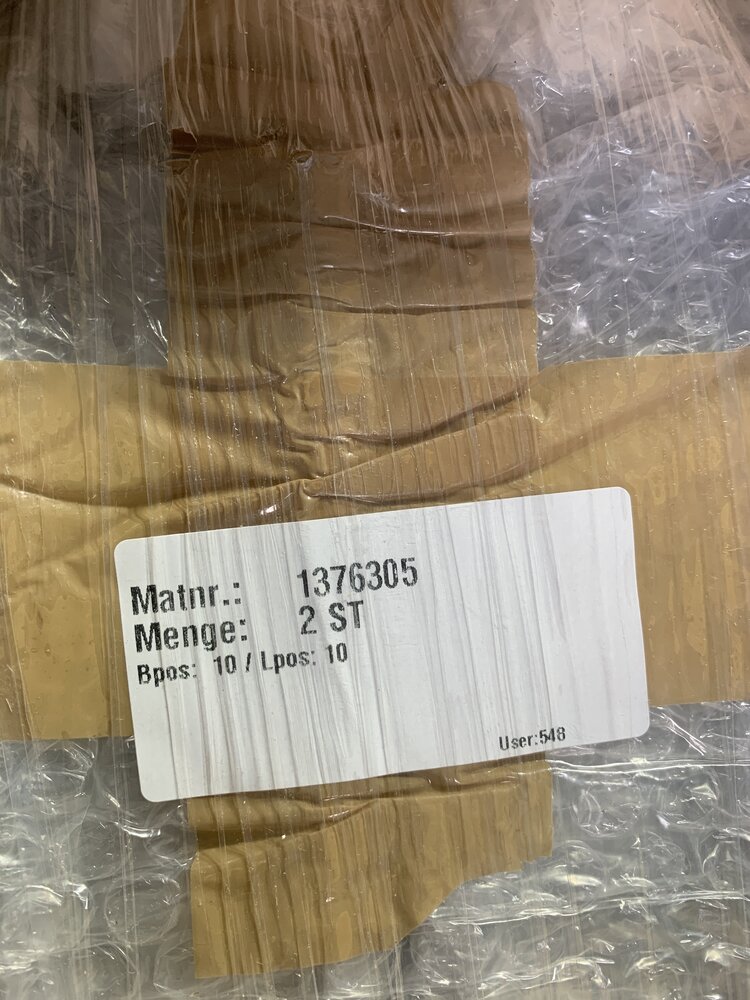 Matnr.: 1376305
Menge: 2 ST
Bpos: 10 / Lpos: 10
User:548